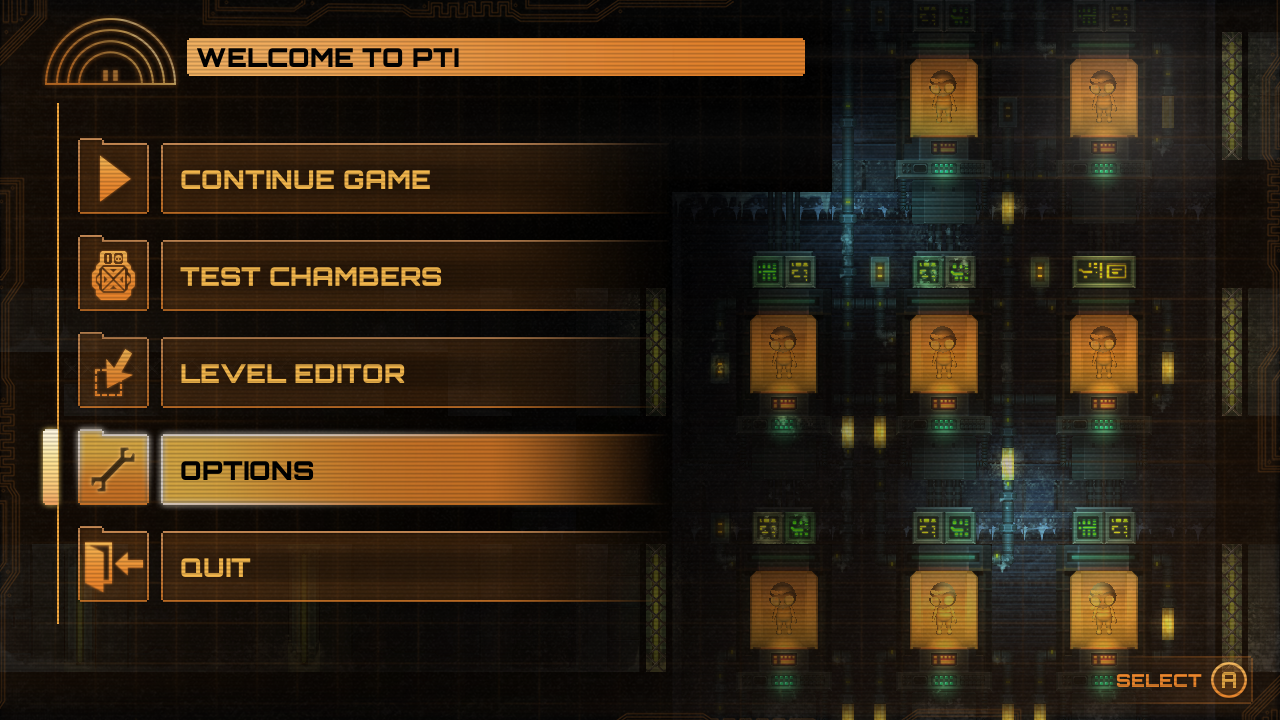 WELCOME TO PTI
CONTINUE GAME
TEST CHAMBERS
LEVEL EDITOR
OPTIONS
QUIT
SELECT A